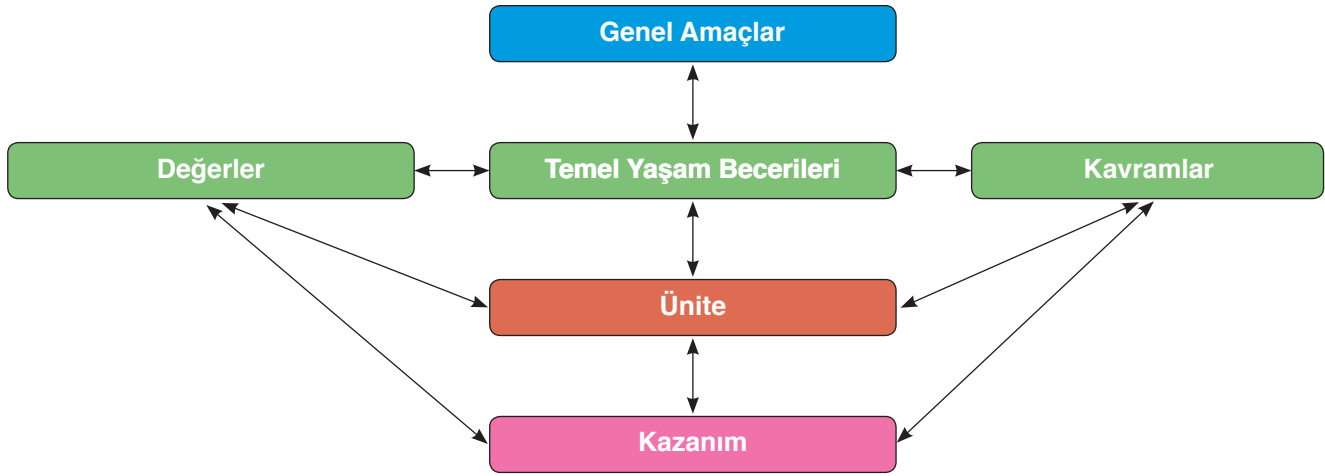 Genel Amaçlar
Değerler
Temel Yaşam Becerileri
Kavramlar
Ünite
Kazanım